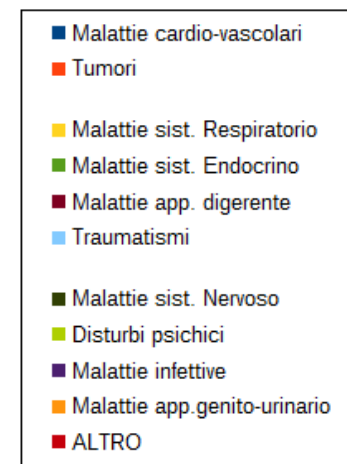 Malattie cardio-vascolari
Tumori
Malattie sist. Respiratorio
Malattie sist. Endocrino
Malattie app. digerente
Traumatismi
Malattie sist. Nervoso
Disturbi psichici
Malattie infettive
Malattie app.genito-urinario
ALTRO